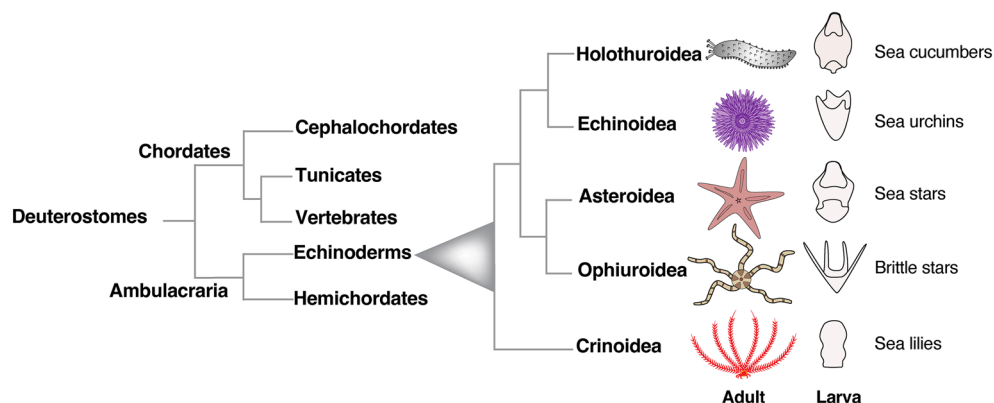 Deuterostomes
Chordates
Cephalochordates
Tunicates
Vertebrates
Ambulacraria
Echinoderms
Hemichordates
Holothuroidea
Sea cucumbers
Echinoidea
Sea urchins
Asteroidea
Sea stars
Ophiuroidea
Brittle stars
Crinoidea
Sea lilies
Adult
Larva